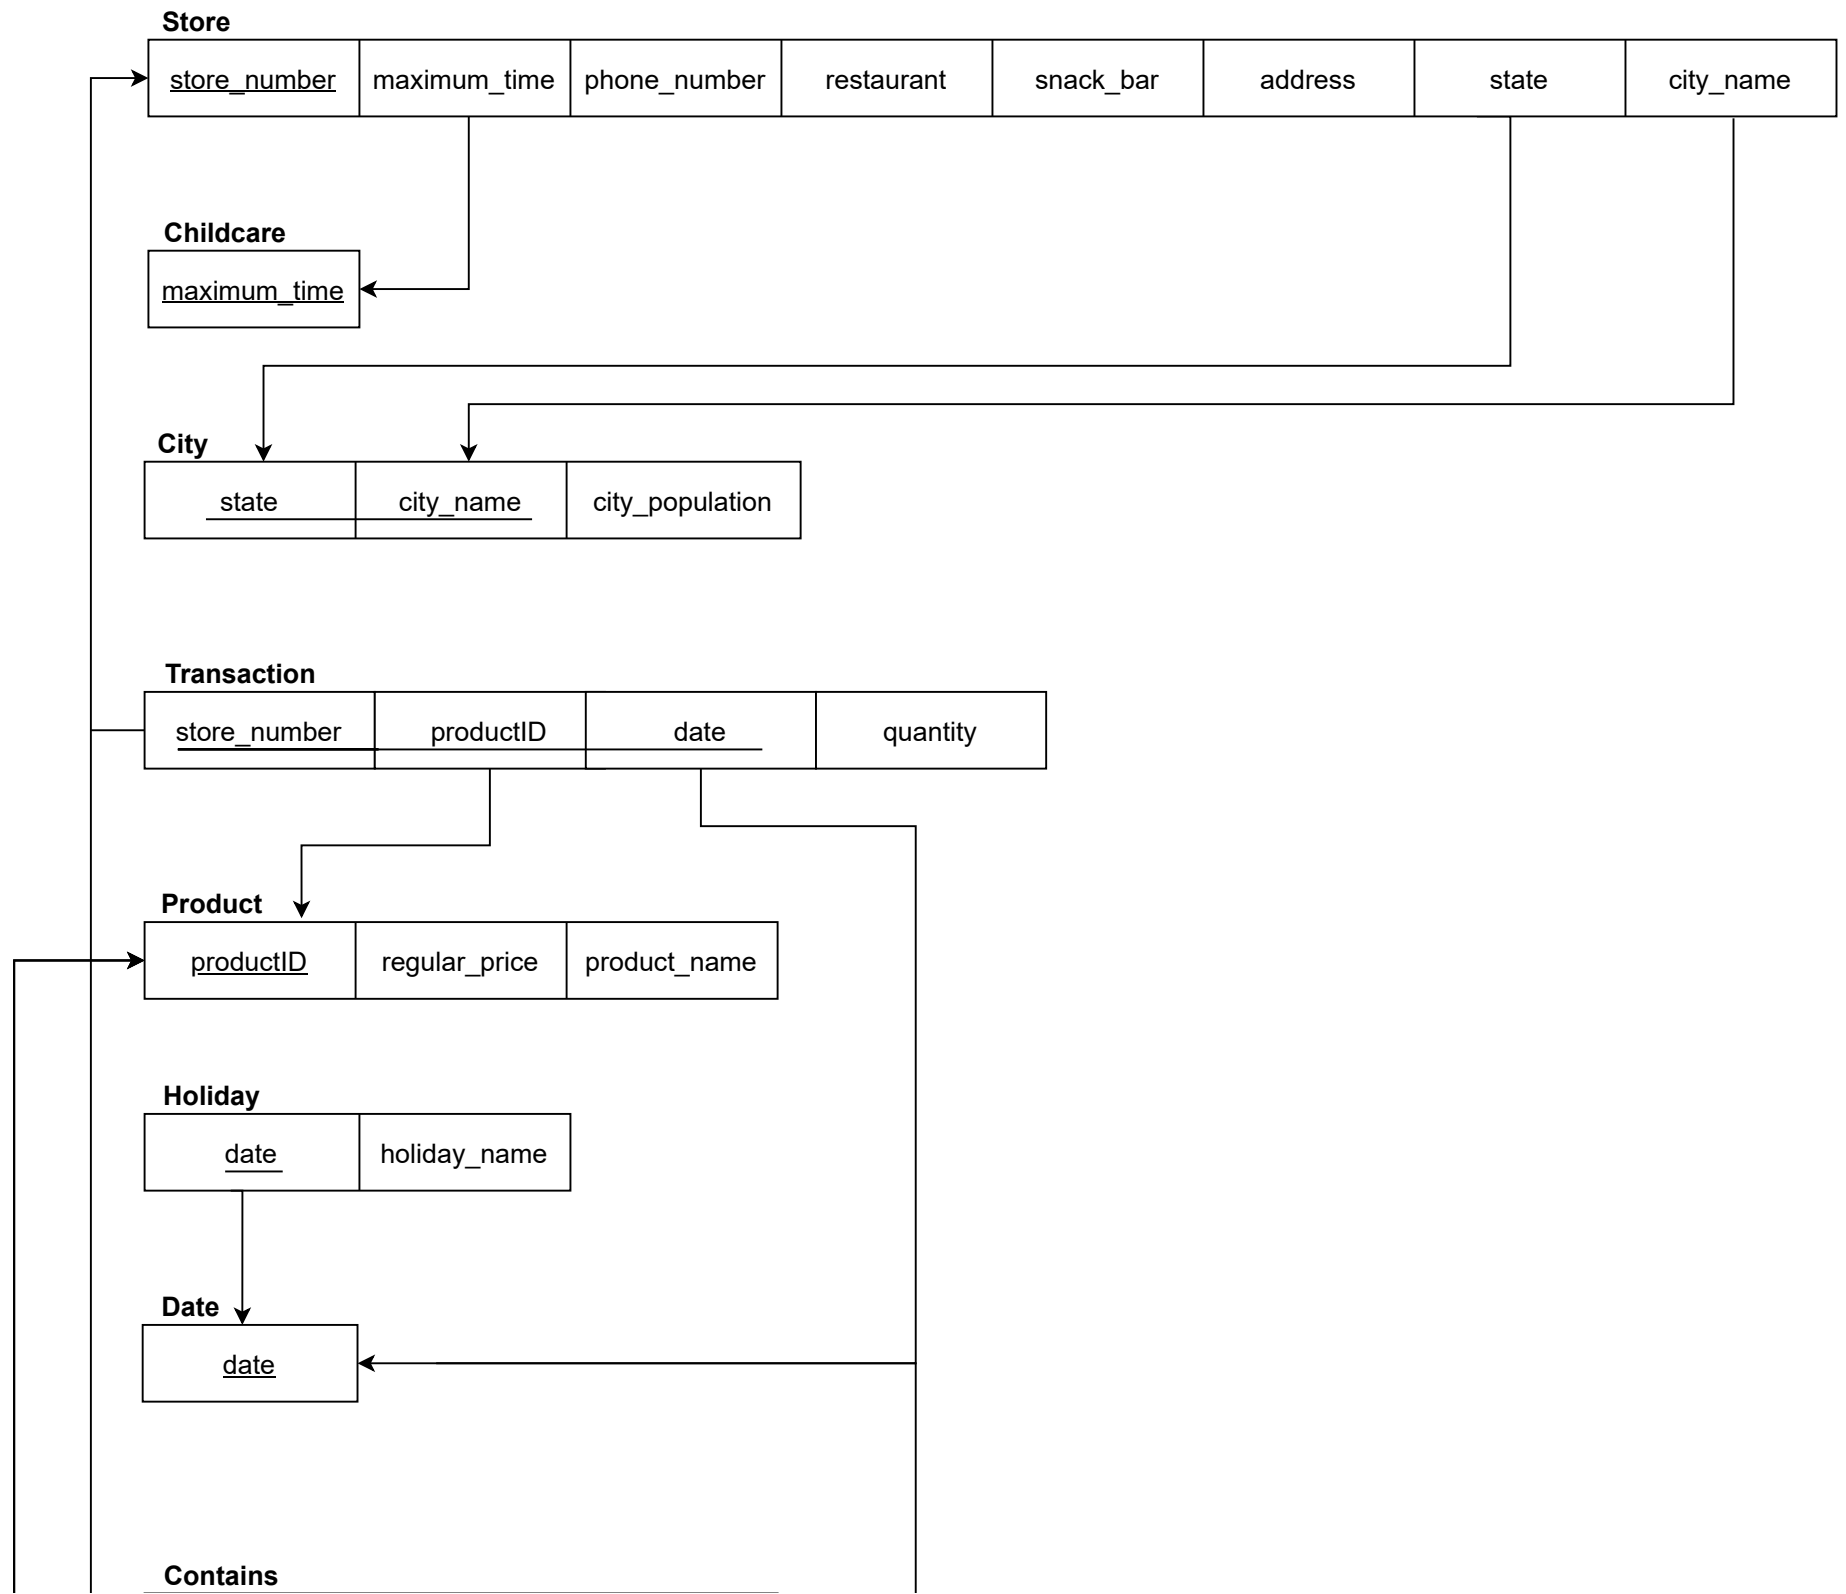 Store
store_number maximum_time phone_number restaurant snack_bar address state city_name
Childcare
maximum_time
City
state city_name city_population
Transaction
store_number productID date quantity
Product
productID regular_price product_name
Holiday
date holiday_name
Date
date
Contains